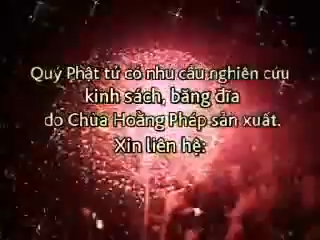 Quý Phật tử có nhu cầu nghiên cứu
kinh sách, băng đĩa
do Chùa Hoằng Pháp sản xuất.
Xin liên hệ: